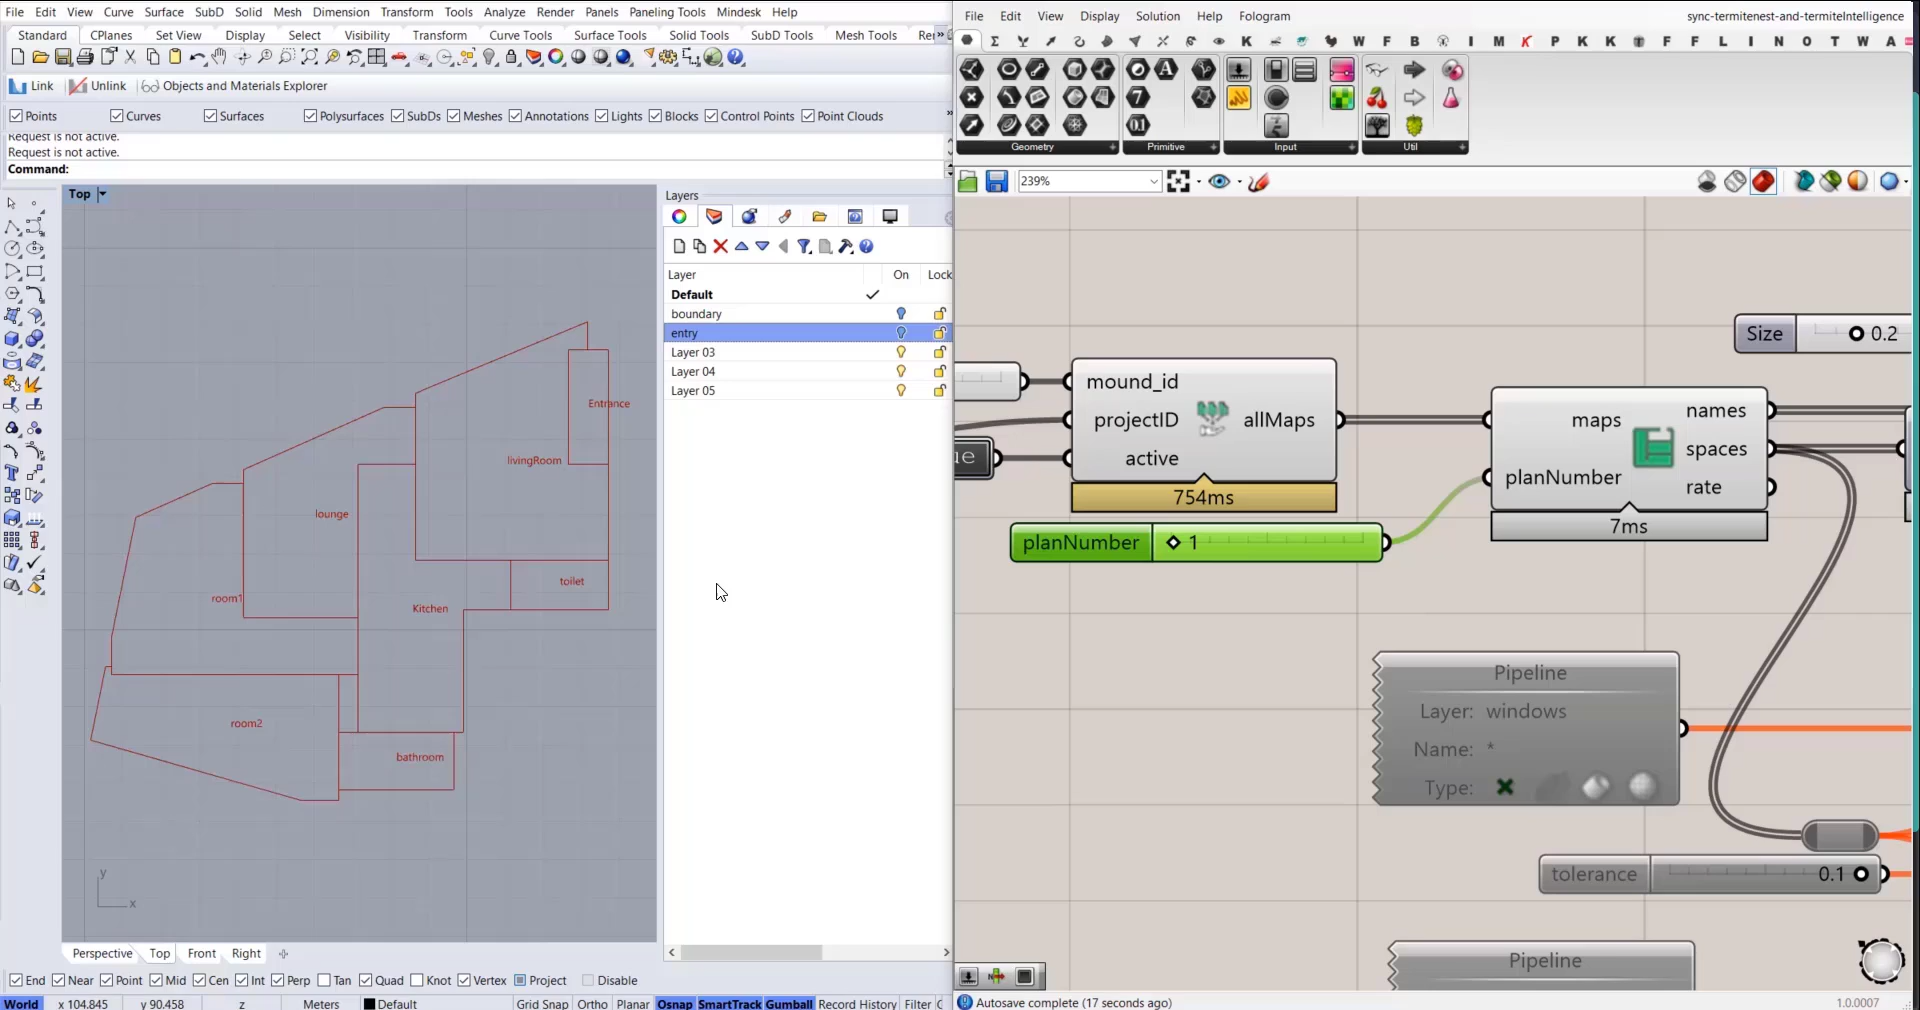 File Edit View Curve Surface SubD Solid Mesh Dimension Transform Tools Analyze Render Panels Paneling Tools Mindesk Help
Standard CPlanes Set View Display Select Visibility Transform Curve Tools Surface Tools Solid Tools SubD Tools Mesh Tools Re »
Link Unlink Objects and Materials Explorer
Points Curves Surfaces Polysurfaces SubDs Meshes Annotations Lights Blocks Control Points Point Clouds »
Request is not active.
Request is not active.
Command:
Top
Entrance
livingRoom
lounge
toilet
room1
Kitchen
room2
bathroom
y
x
Perspective Top Front Right
End Near Point Mid Cen Int Perp Tan Quad Knot Vertex Project Disable
World x 104.845 y 90.458 z Meters Default Grid Snap Ortho Planar Osnap SmartTrack Gumball Record History Filter
Layers
Layer On Lock
Default
boundary
entry
Layer 03
Layer 04
Layer 05
File Edit View Display Solution Help Fologram sync-termitenest-and-termiteIntelligence
Σ K W F B I M K P K K F F L I N O T W A
A
7
0.1
Geometry + Primitive + Input + Util +
239%
Size 0.2
mound_id
projectID allMaps
active
ue
754ms
maps names
spaces
planNumber rate
7ms
planNumber 1
Pipeline
Layer: windows
Name: *
Type:
tolerance 0.1
Pipeline
Autosave complete (17 seconds ago) 1.0.0007